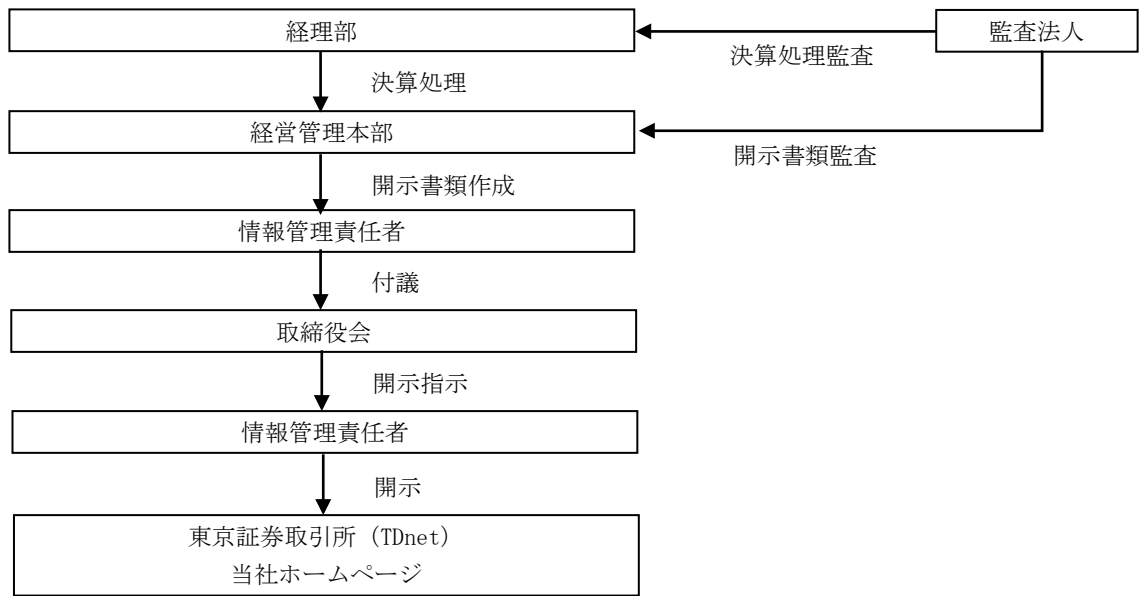 経理部
監査法人
決算処理監査
決算処理
経営管理本部
開示書類監査
開示書類作成
情報管理責任者
付議
取締役会
開示指示
情報管理責任者
開示
東京証券取引所（TDnet）
当社ホームページ